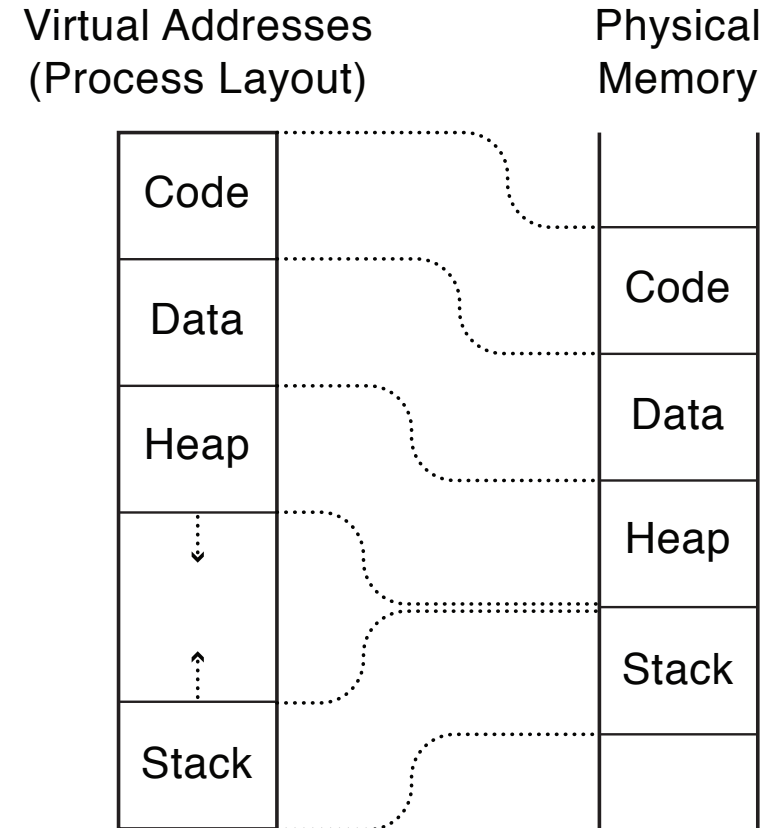 Virtual Addresses
(Process Layout)
Physical
Memory
Code
Data
Heap
Stack
Code
Data
Heap
Stack